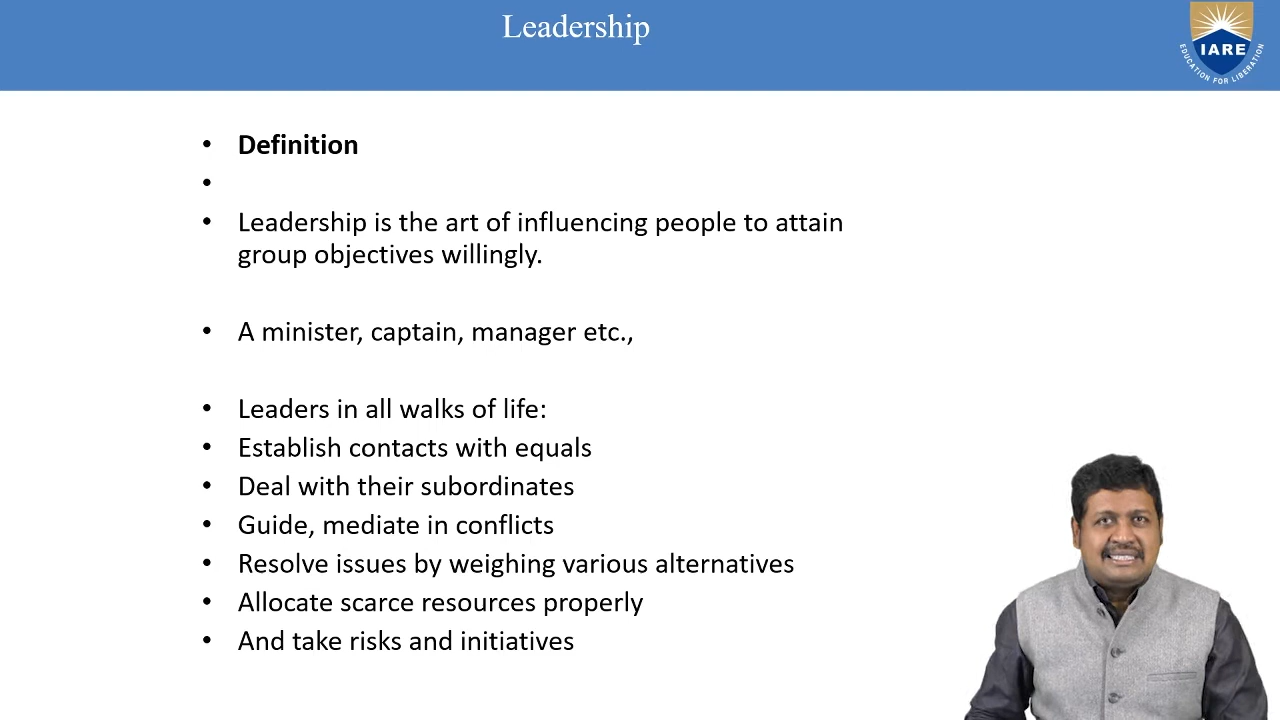 Leadership
IARE
EDUCATION FOR LIBERATION
• Definition
•
• Leadership is the art of influencing people to attain
group objectives willingly.
• A minister, captain, manager etc.,
• Leaders in all walks of life:
• Establish contacts with equals
• Deal with their subordinates
• Guide, mediate in conflicts
• Resolve issues by weighing various alternatives
• Allocate scarce resources properly
• And take risks and initiatives